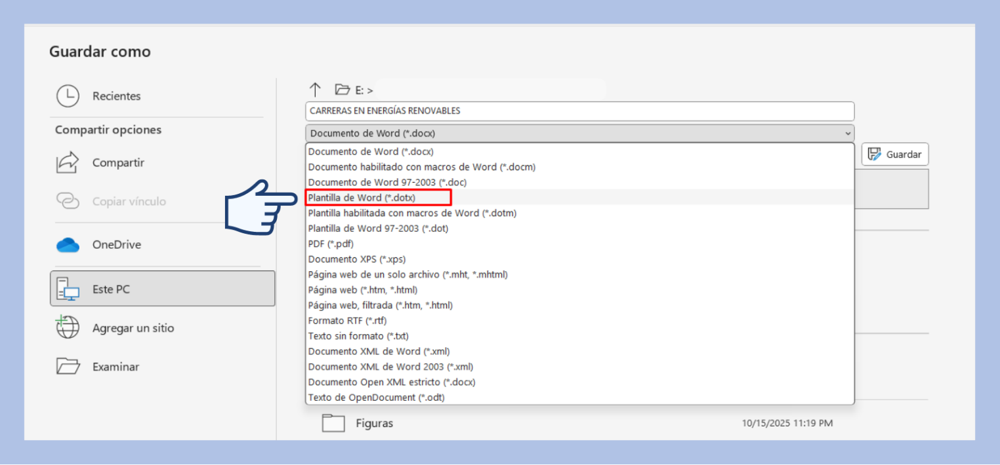 Guardar como
Recientes
Compartir opciones
Compartir
Copiar vínculo
OneDrive
Este PC
Agregar un sitio
Examinar
E: >
CARRERAS EN ENERGÍAS RENOVABLES
Documento de Word (*.docx)
Guardar
Documento de Word (*.docx)
Documento habilitado con macros de Word (*.docm)
Documento de Word 97-2003 (*.doc)
Plantilla de Word (*.dotx)
Plantilla habilitada con macros de Word (*.dotm)
Plantilla de Word 97-2003 (*.dot)
PDF (*.pdf)
Documento XPS (*.xps)
Página web de un solo archivo (*.mht, *.mhtml)
Página web (*.htm, *.html)
Página web, filtrada (*.htm, *.html)
Formato RTF (*.rtf)
Texto sin formato (*.txt)
Documento XML de Word (*.xml)
Documento XML de Word 2003 (*.xml)
Documento Open XML estricto (*.docx)
Texto de OpenDocument (*.odt)
Figuras 10/15/2025 11:19 PM